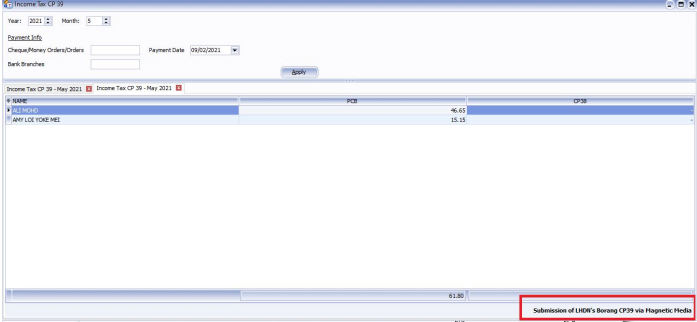 Income Tax CP 39
Year: 2021 Month: 5
Payment Info
Cheque/Money Orders/Orders Payment Date 09/02/2021
Bank Branches
Apply
Income Tax CP 39 - May 2021 Income Tax CP 39 - May 2021
NAME PCB CP38
ALI MOHD 46.65 -
AMY LOI YOKE MEI 15.15 -
61.80
Submission of LHDN's Borang CP39 via Magnetic Media